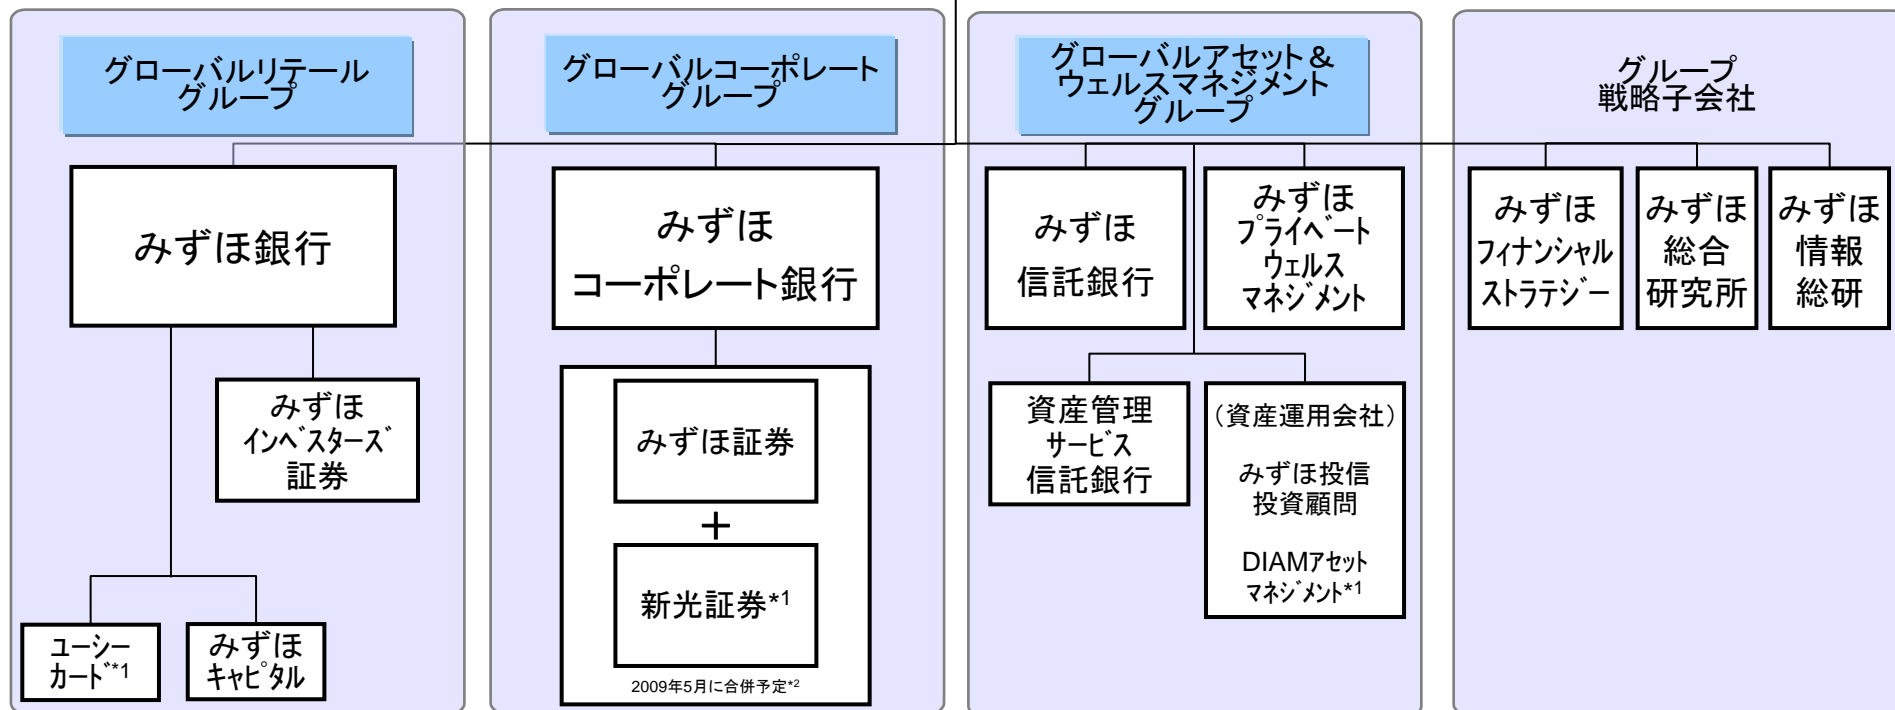 グローバルリテール
グループ
グローバルコーポレート
グループ
グローバルアセット&
ウェルスマネジメント
グループ
グループ
戦略子会社
みずほ銀行
みずほ
コーポレート銀行
みずほ
信託銀行
みずほ
プライベート
ウェルス
マネジメント
みずほ
フィナンシャル
ストラテジー
みずほ
総合
研究所
みずほ
情報
総研
みずほ
インベスターズ
証券
みずほ証券
+
新光証券*1
2009年5月に合併予定*2
資産管理
サービス
信託銀行
(資産運用会社)
みずほ投信
投資顧問
DIAMアセット
マネジメント*1
ユーシー
カード*1
みずほ
キャピタル